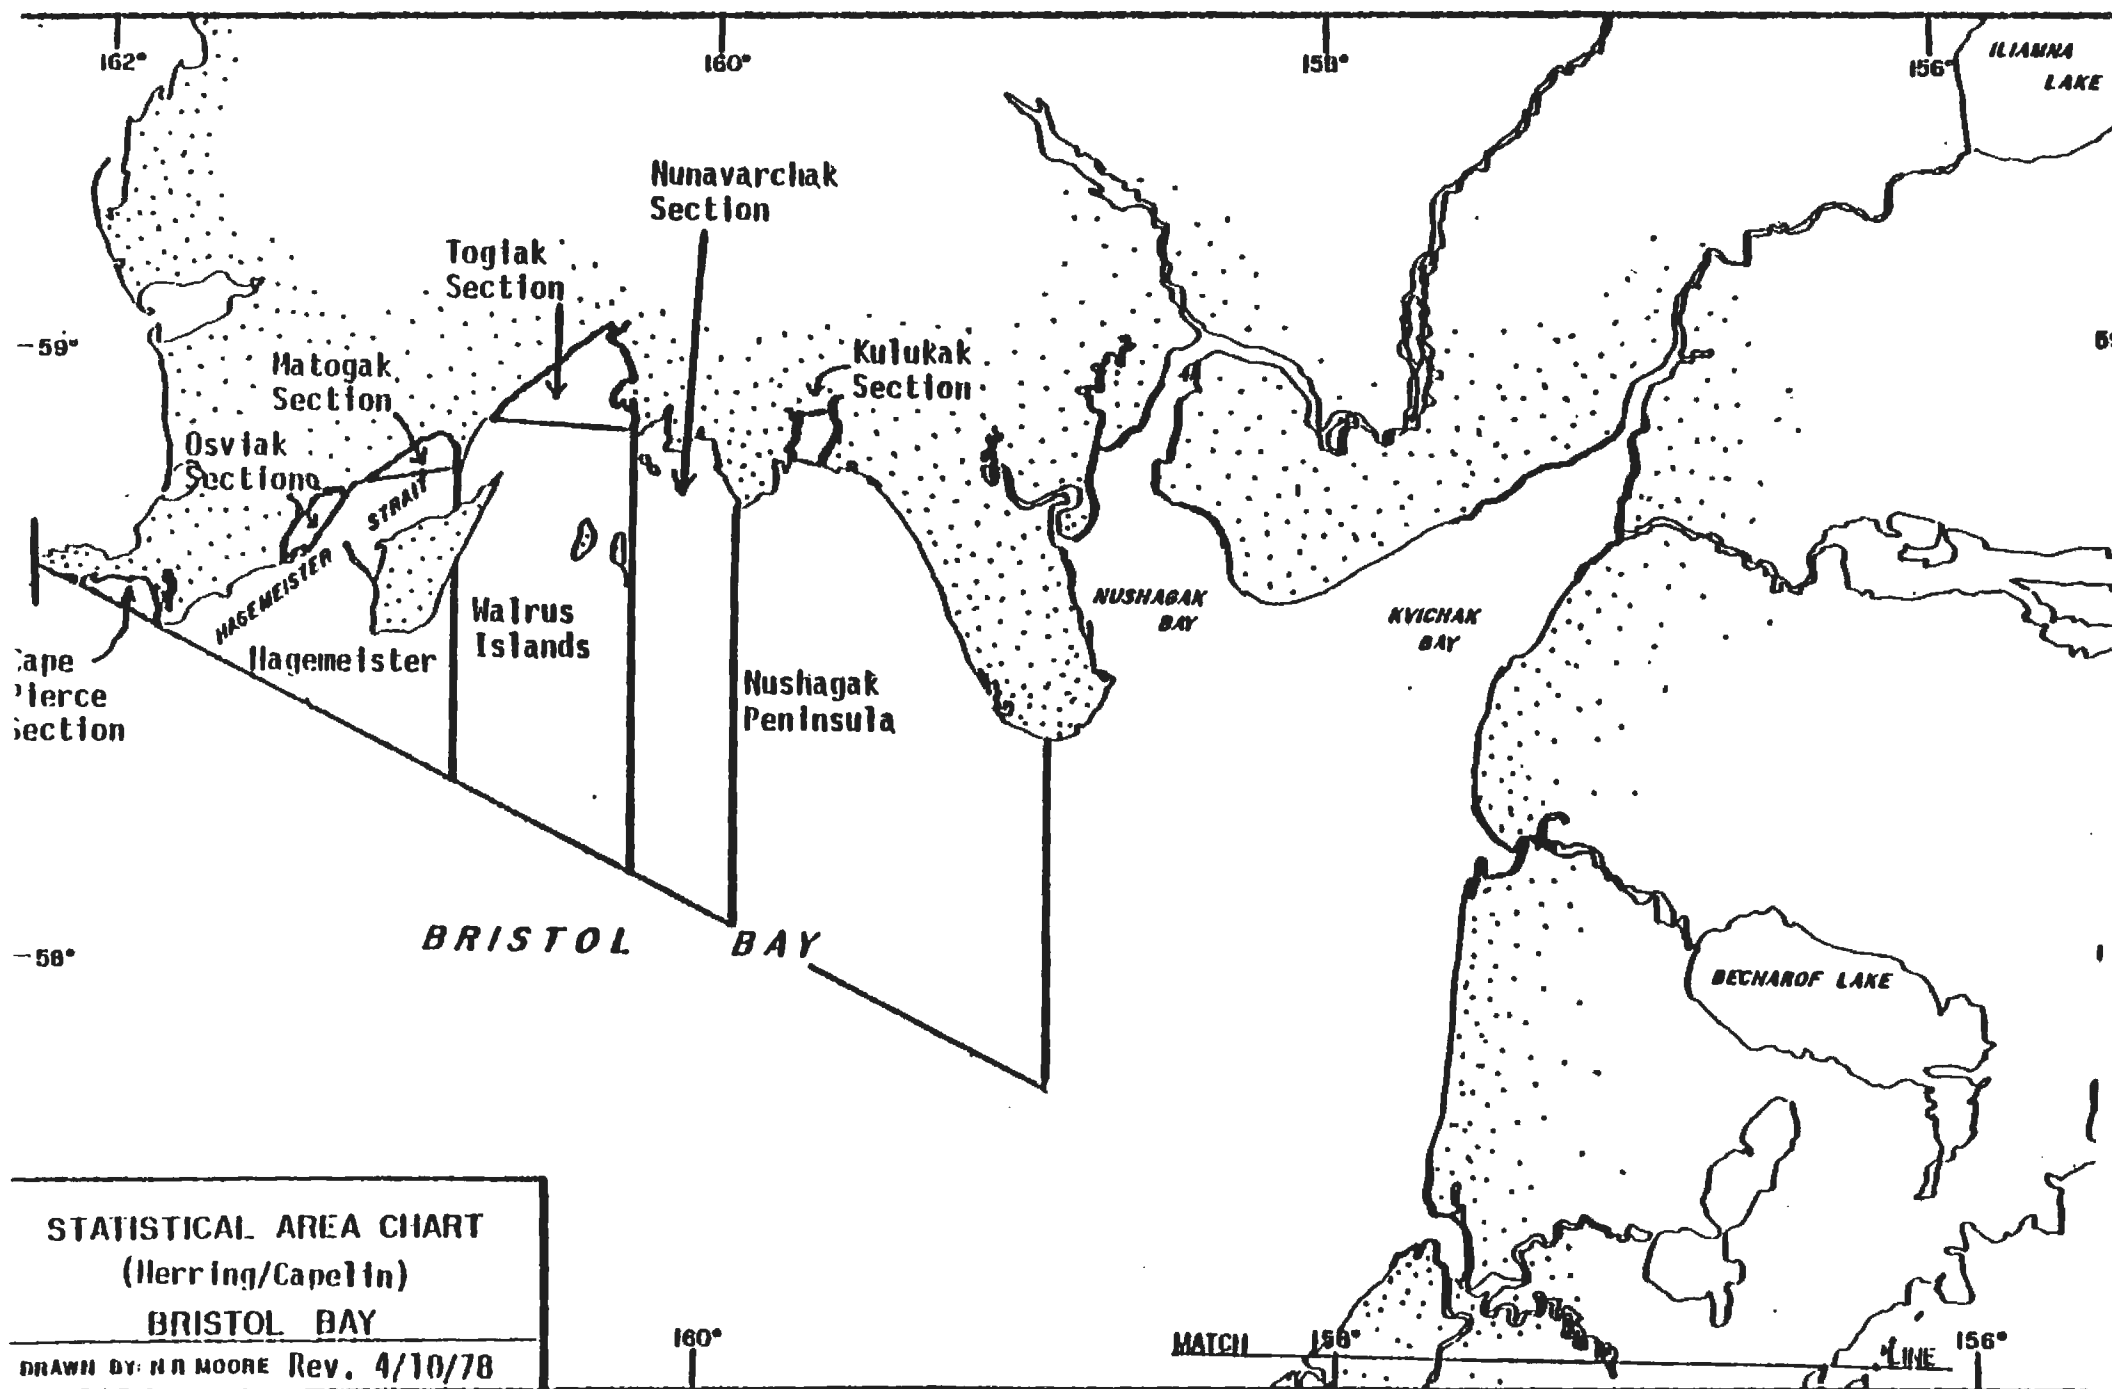 162°
160°
158°
156°
ILIAMNA
LAKE
Nunavarchak
Section
Togiak
Section
59°
Matogak
Section
Kulukak
Section
Osviak
Section
STRAIT
HAGEMEISTER
NUSHAGAK
BAY
KVICHAK
BAY
Walrus
Islands
Hagemeister
Cape
Pierce
Section
Nushagak
Peninsula
BRISTOL BAY
58°
BECHAROF LAKE
STATISTICAL AREA CHART
(Herring/Capelin)
BRISTOL BAY
DRAWN BY: N R MOORE Rev. 4/10/78
160°
MATCH
158°
LINE
156°